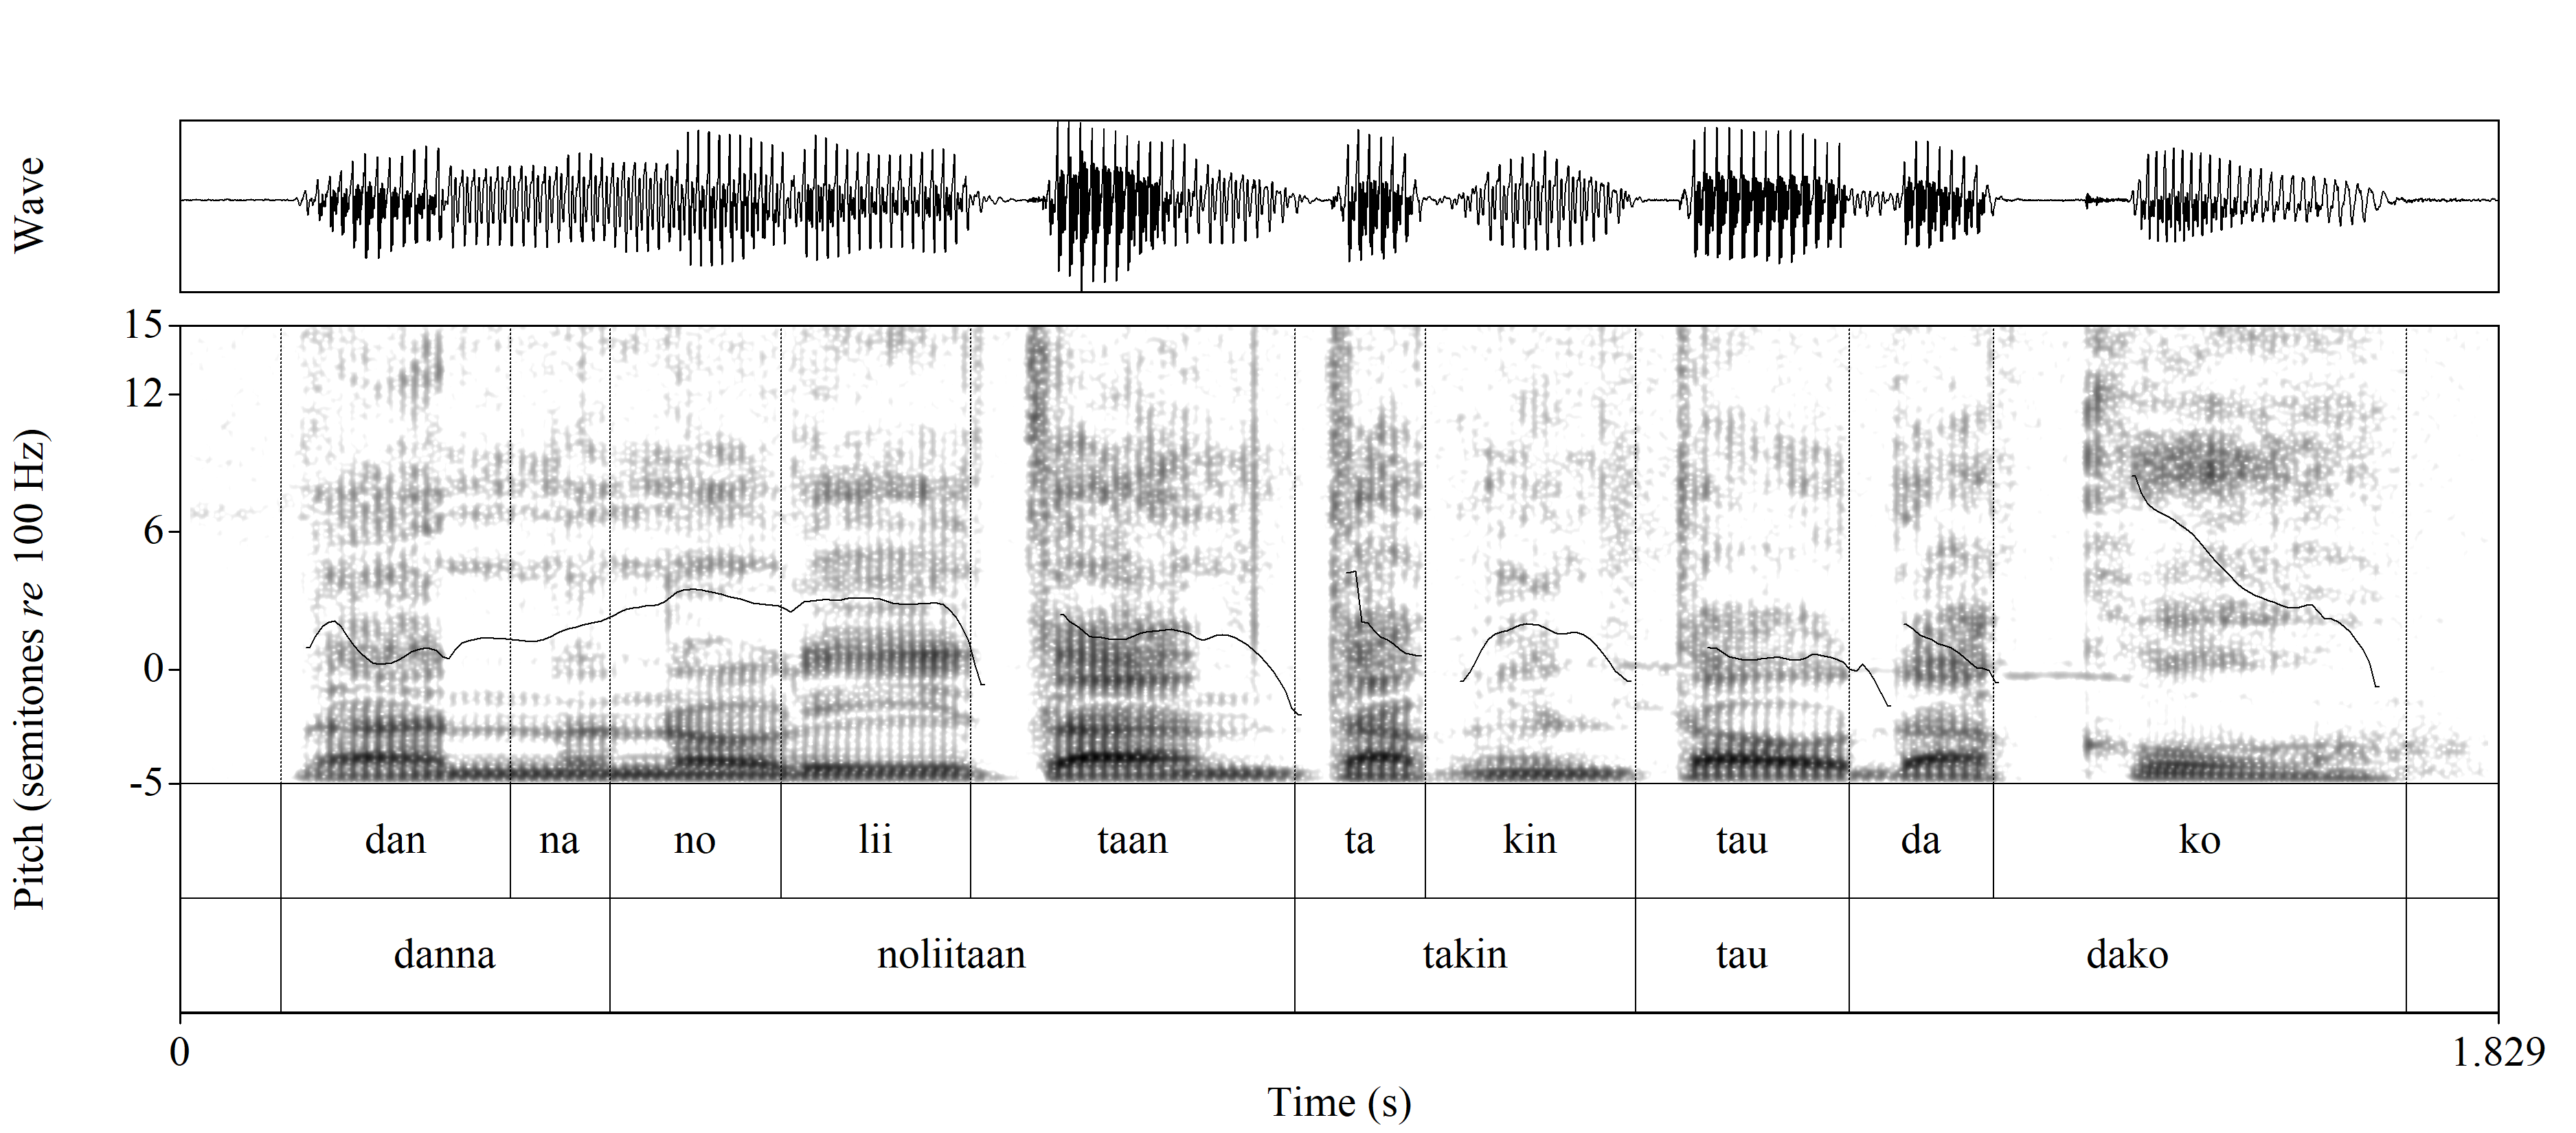 Wave
Pitch (semitones re 100 Hz)
15
12
6
0
-5
dan na no lii taan ta kin tau da ko
danna noliitaan takin tau dako
0 1.829
Time (s)